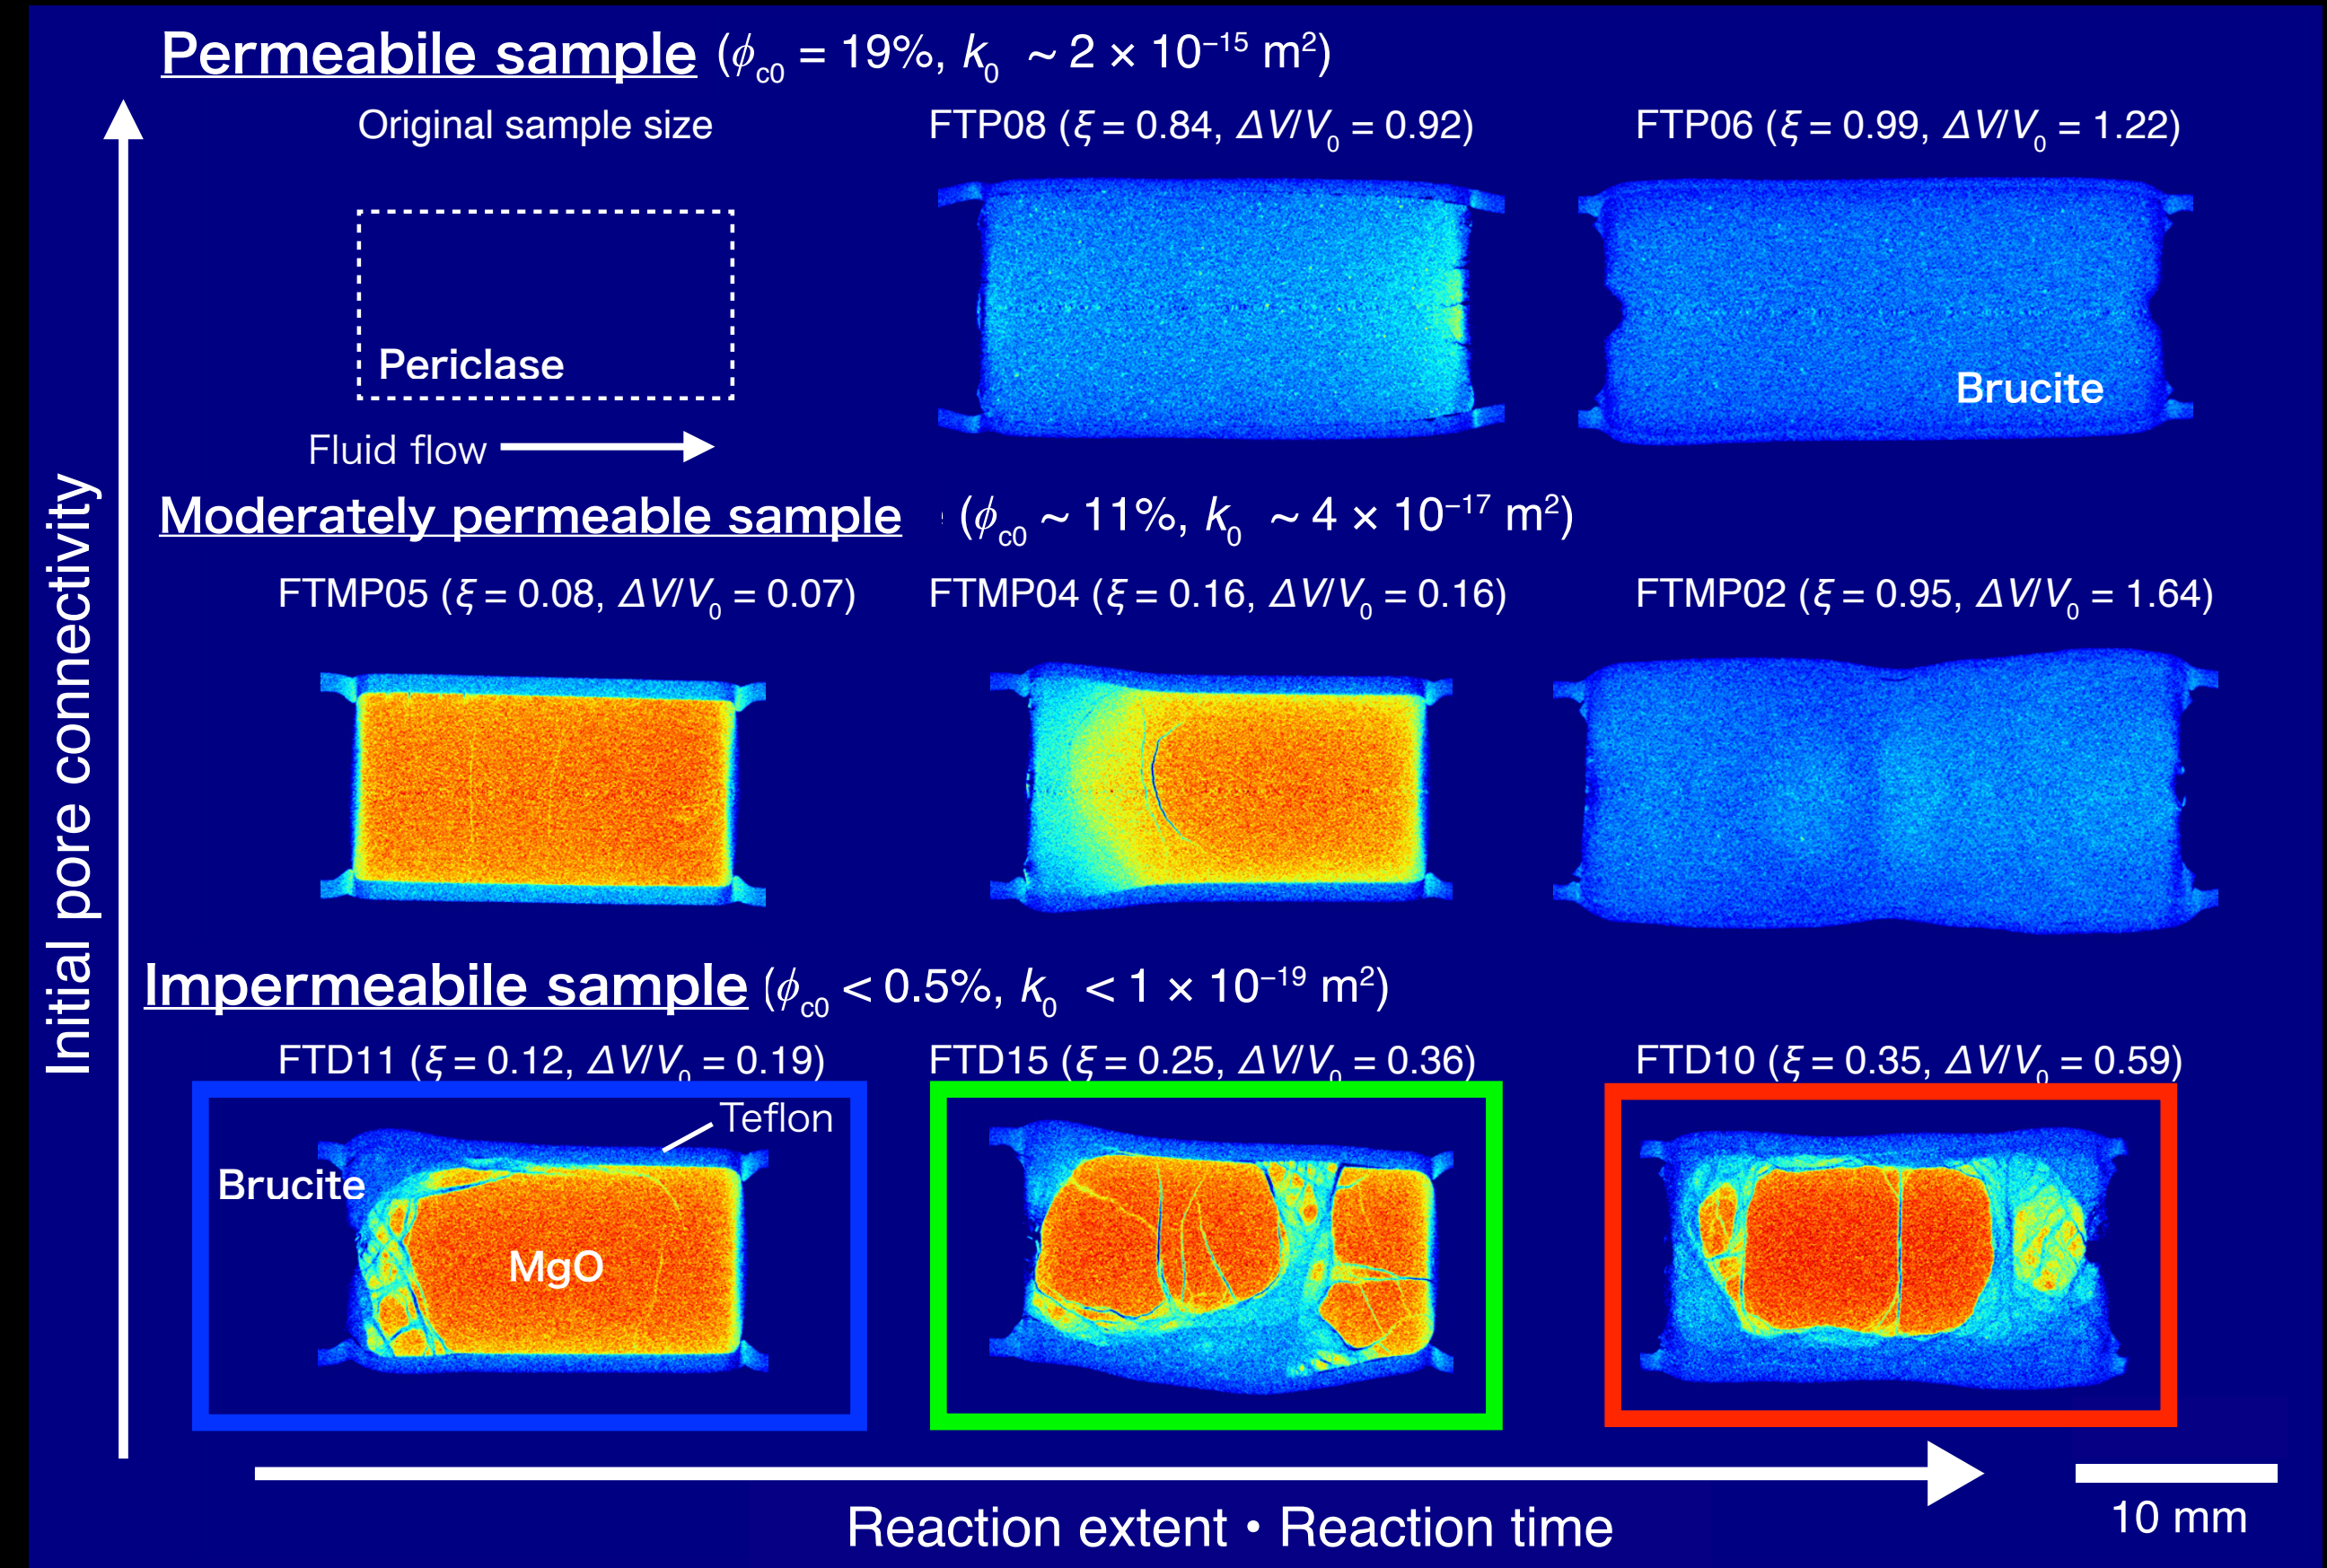 Permeabile sample (ϕc0 = 19%, k0 ~ 2 × 10⁻¹⁵ m²)
Original sample size
FTP08 (ξ = 0.84, ΔV/V0 = 0.92)
FTP06 (ξ = 0.99, ΔV/V0 = 1.22)
Periclase
Brucite
Fluid flow
Moderately permeable sample (ϕc0 ~ 11%, k0 ~ 4 × 10⁻¹⁷ m²)
FTMP05 (ξ = 0.08, ΔV/V0 = 0.07)
FTMP04 (ξ = 0.16, ΔV/V0 = 0.16)
FTMP02 (ξ = 0.95, ΔV/V0 = 1.64)
Impermeabile sample (ϕc0 < 0.5%, k0 < 1 × 10⁻¹⁹ m²)
FTD11 (ξ = 0.12, ΔV/V0 = 0.19)
FTD15 (ξ = 0.25, ΔV/V0 = 0.36)
FTD10 (ξ = 0.35, ΔV/V0 = 0.59)
Teflon
Brucite
MgO
Initial pore connectivity
Reaction extent • Reaction time
10 mm